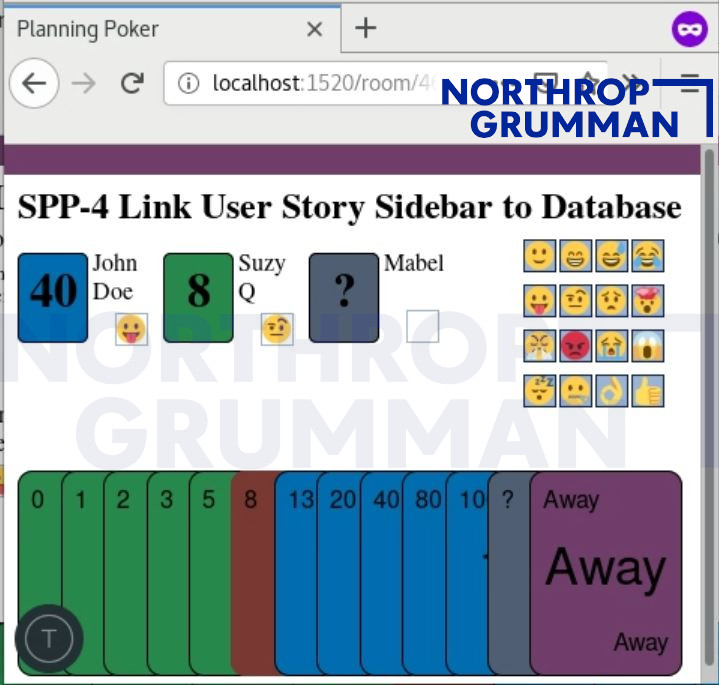 Planning Poker
localhost:1520/room/4
NORTHROP
GRUMMAN
SPP-4 Link User Story Sidebar to Database
40 John Doe
8 Suzy Q
? Mabel
NORTHROP
GRUMMAN
0 1 2 3 5 8 13 20 40 80 10 ? Away
Away
Away
T